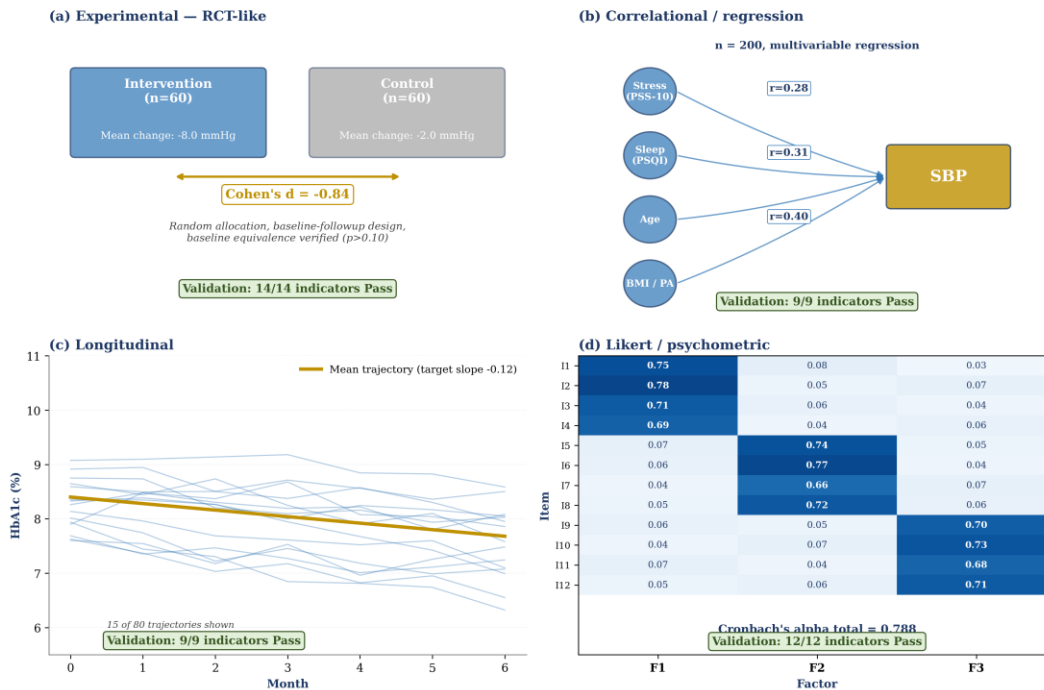 (a) Experimental — RCT-like
Intervention
(n=60)
Mean change: -8.0 mmHg
Control
(n=60)
Mean change: -2.0 mmHg
Cohen's d = -0.84
Random allocation, baseline-followup design,
baseline equivalence verified (p>0.10)
Validation: 14/14 indicators Pass
(b) Correlational / regression
n = 200, multivariable regression
Stress
(PSS-10)
r=0.28
Sleep
(PSQI)
r=0.31
SBP
Age
r=0.40
BMI / PA
Validation: 9/9 indicators Pass
(c) Longitudinal
Mean trajectory (target slope -0.12)
HbA1c (%)
11
10
9
8
7
6
15 of 80 trajectories shown
Validation: 9/9 indicators Pass
0 1 2 3 4 5 6
Month
(d) Likert / psychometric
Item
I1 0.75 0.08 0.03
I2 0.78 0.05 0.07
I3 0.71 0.06 0.04
I4 0.69 0.04 0.06
I5 0.07 0.74 0.05
I6 0.06 0.77 0.04
I7 0.04 0.66 0.07
I8 0.05 0.72 0.06
I9 0.06 0.05 0.70
I10 0.04 0.07 0.73
I11 0.07 0.04 0.68
I12 0.05 0.06 0.71
Cronbach's alpha total = 0.788
Validation: 12/12 indicators Pass
F1 F2 F3
Factor